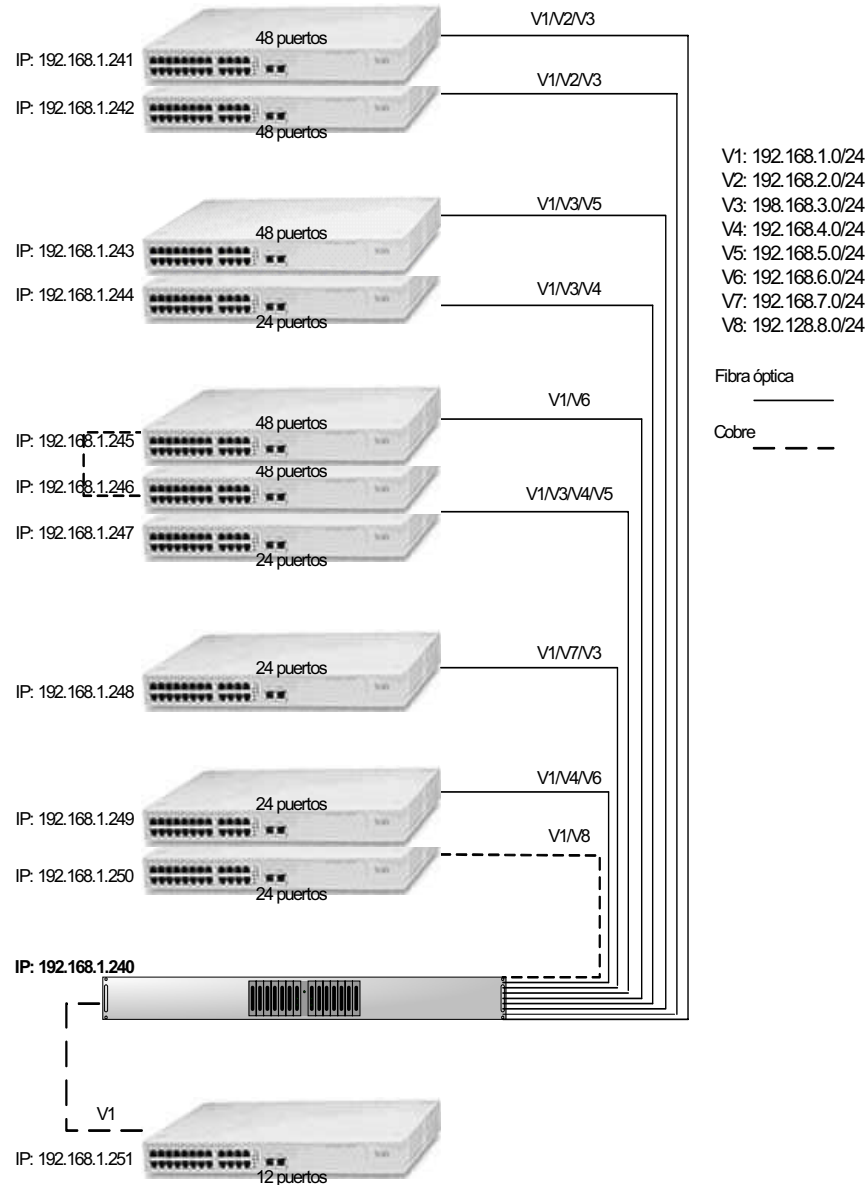 V1/V2/V3
48 puertos
IP: 192.168.1.241
V1/V2/V3
IP: 192.168.1.242
48 puertos
V1: 192.168.1.0/24
V2: 192.168.2.0/24
V3: 198.168.3.0/24
V4: 192.168.4.0/24
V5: 192.168.5.0/24
V6: 192.168.6.0/24
V7: 192.168.7.0/24
V8: 192.128.8.0/24
V1/V3/V5
48 puertos
IP: 192.168.1.243
IP: 192.168.1.244
V1/V3/V4
24 puertos
Fibra óptica
Cobre
V1/V6
48 puertos
IP: 192.168.1.245
48 puertos
IP: 192.168.1.246
V1/V3/V4/V5
IP: 192.168.1.247
24 puertos
V1/V7/V3
24 puertos
IP: 192.168.1.248
V1/V4/V6
24 puertos
IP: 192.168.1.249
V1/V8
IP: 192.168.1.250
24 puertos
IP: 192.168.1.240
V1
IP: 192.168.1.251
12 puertos